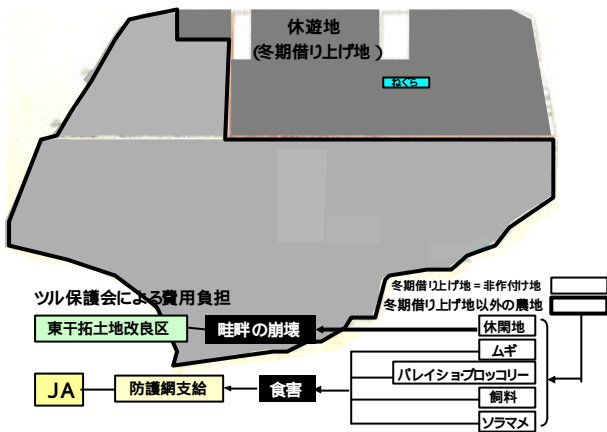 休遊地
(冬期借り上げ地 )
ねぐら
冬期借り上げ地 = 非作付け地
冬期借り上げ地以外の農地
ツル保護会による費用負担
東干拓土地改良区
畦畔の崩壊
休閑地
ムギ
バレイショ・ブロッコリー
JA
防護網支給
食害
飼料
ソラマメ